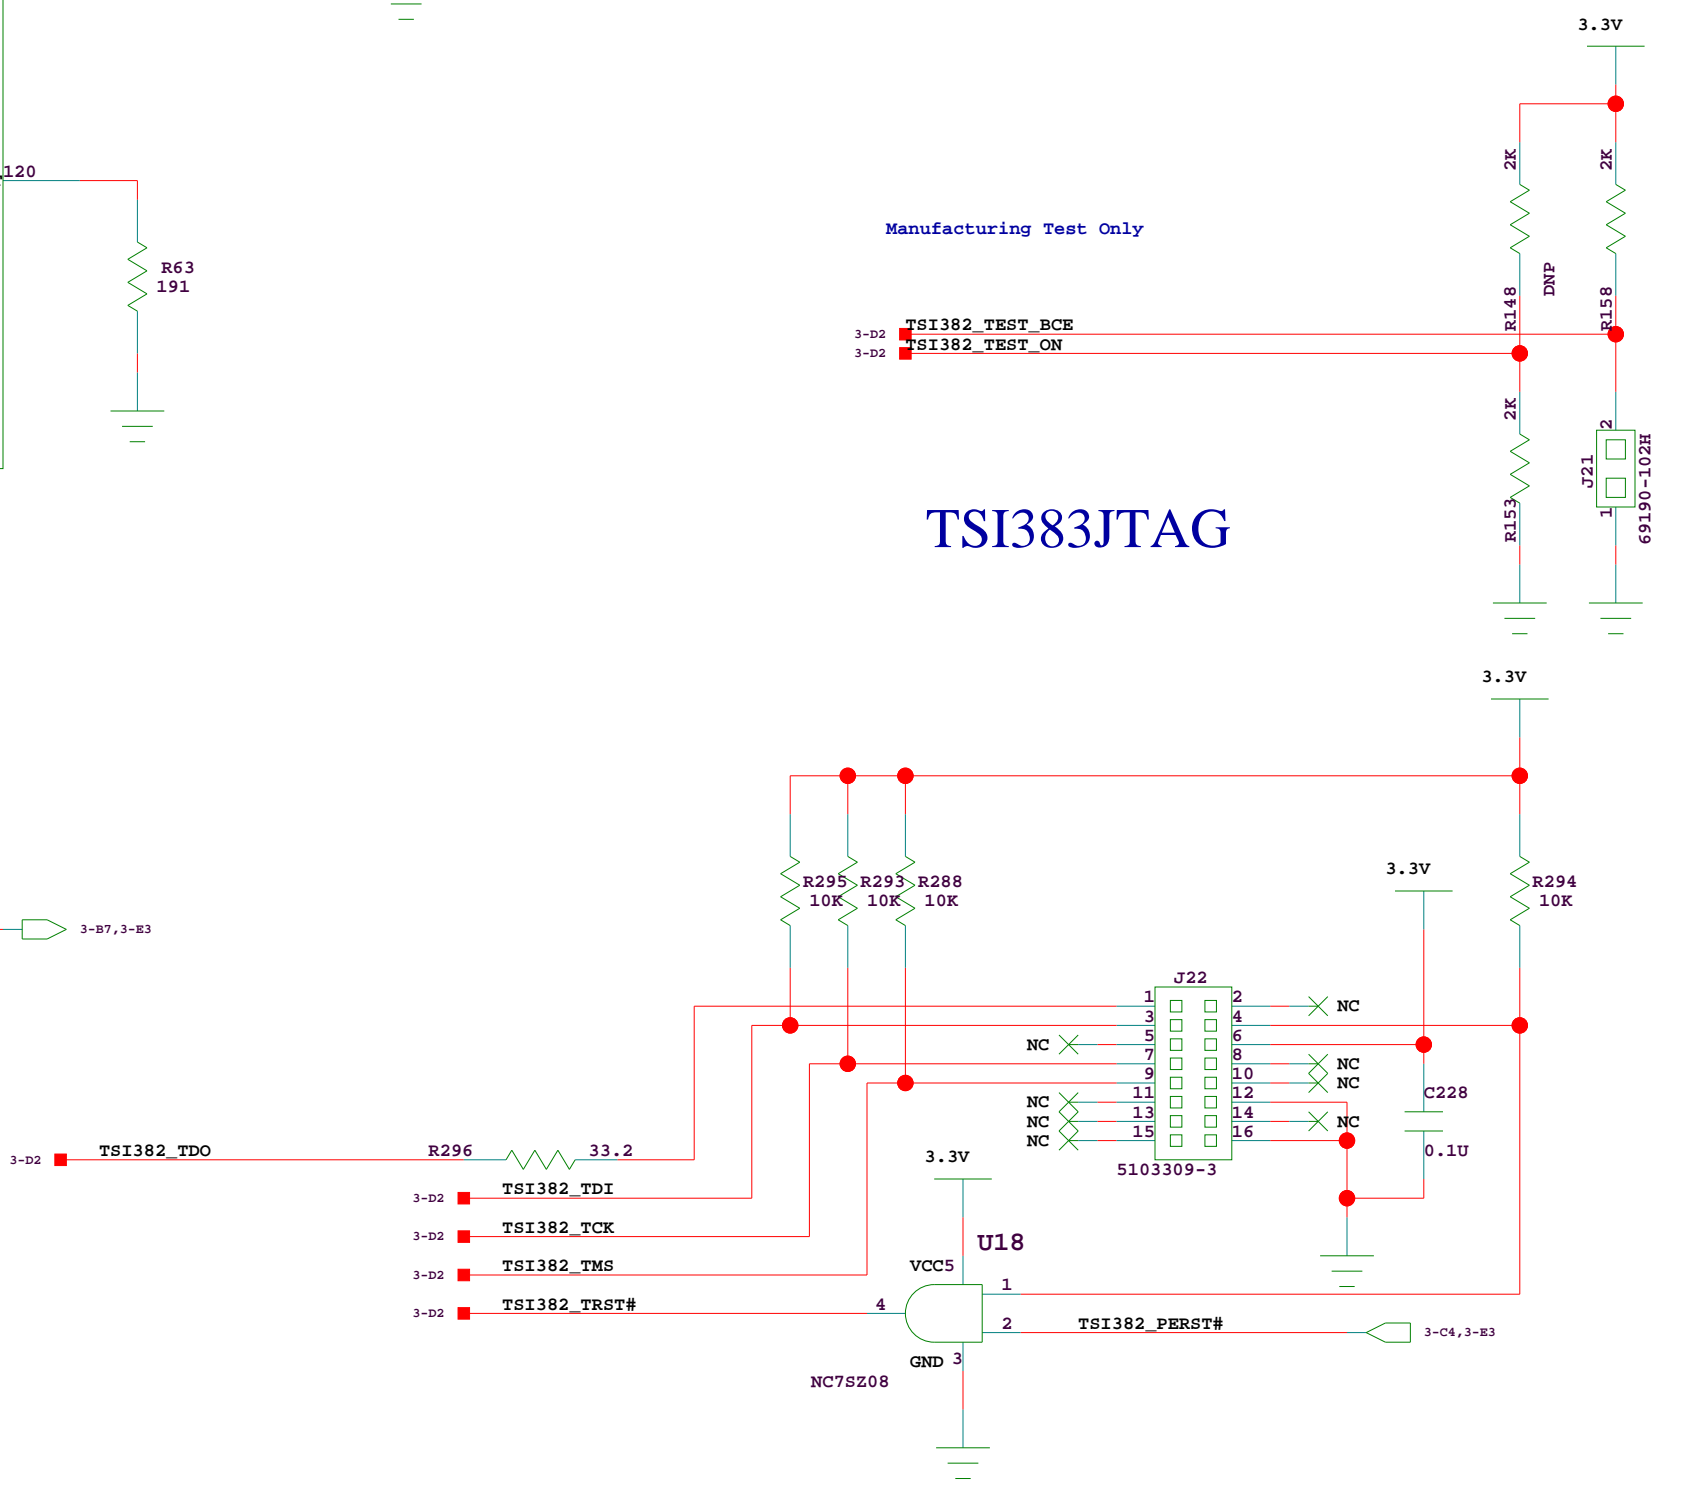 3.3V
120
2K
2K
Manufacturing Test Only
R63
191
DNP
R148
R158
3-D2 TSI382_TEST_BCE
3-D2 TSI382_TEST_ON
2K
2
J21
69190-102H
1
R153
TSI383JTAG
3.3V
3.3V
R295
10K
R293
10K
R288
10K
R294
10K
3-B7,3-E3
J22
1 2 NC
3 4
NC 5 6
7 8 NC
9 10 NC
NC 11 12
NC 13 14 NC
NC 15 16
C228
0.1U
5103309-3
3-D2 TSI382_TDO R296 33.2
3.3V
3-D2 TSI382_TDI
3-D2 TSI382_TCK
U18
3-D2 TSI382_TMS
VCC5
1
3-D2 TSI382_TRST# 4
2 TSI382_PERST# 3-C4,3-E3
GND 3
NC7SZ08